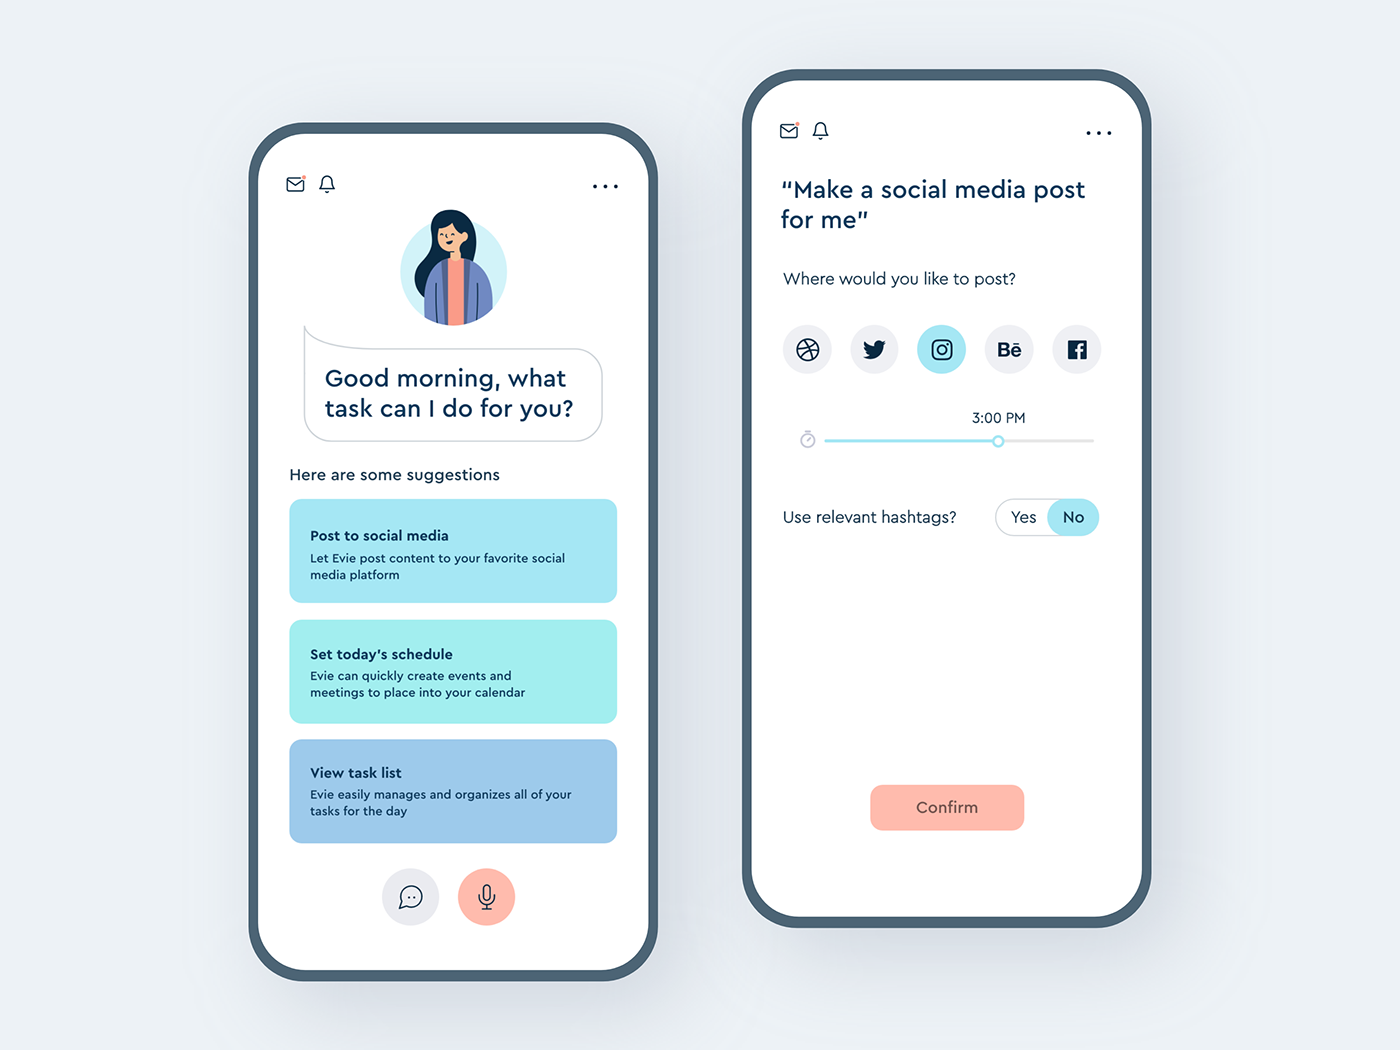 Good morning, what
task can I do for you?
Here are some suggestions
Post to social media
Let Evie post content to your favorite social
media platform
Set today's schedule
Evie can quickly create events and
meetings to place into your calendar
View task list
Evie easily manages and organizes all of your
tasks for the day
“Make a social media post
for me”
Where would you like to post?
Bē
3:00 PM
Use relevant hashtags?
Yes No
Confirm